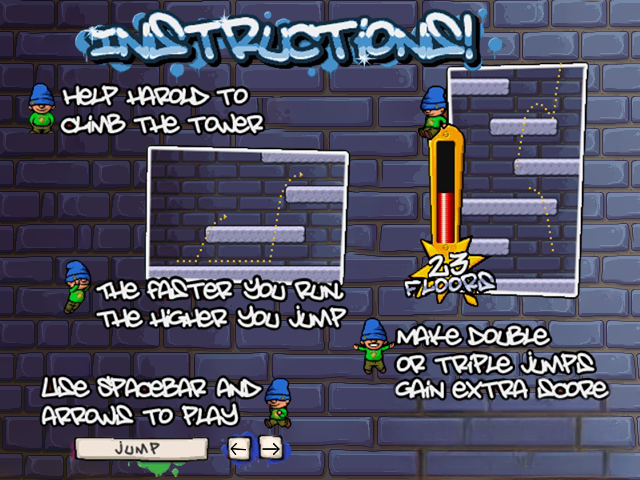 INSTRUCTIONS!
HELP HAROLD TO
CLIMB THE TOWER
THE FASTER YOU RUN
THE HIGHER YOU JUMP
23
FLOORS
MAKE DOUBLE
OR TRIPLE JUMPS
GAIN EXTRA SCORE
USE SPACEBAR AND
ARROWS TO PLAY
JUMP ← →